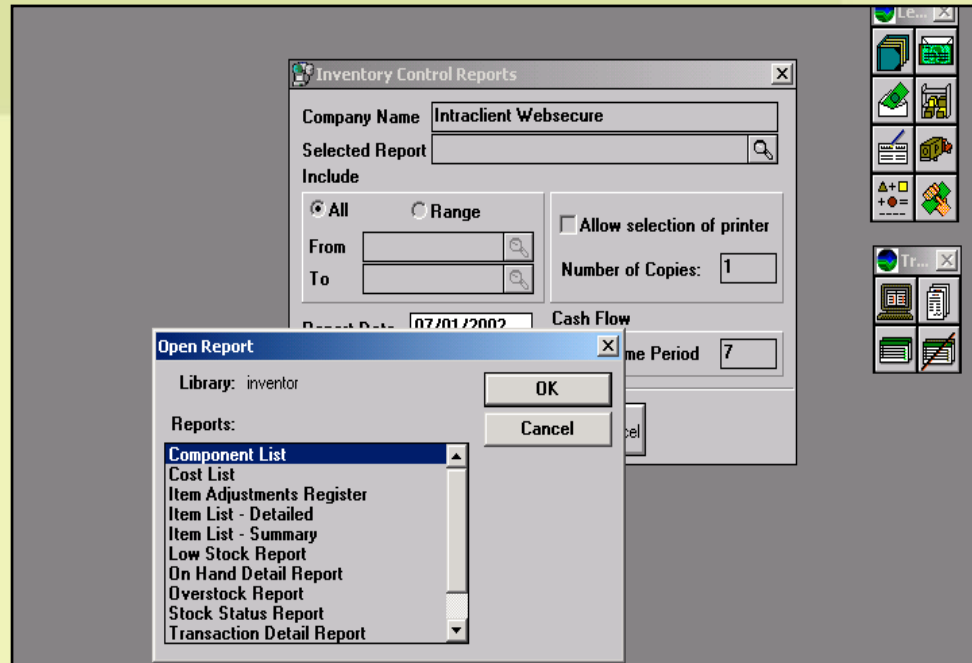 Le...
Inventory Control Reports
Company Name Intraclient Websecure
Selected Report
Include
All Range
From
To
Allow selection of printer
Number of Copies: 1
Report Date 07/01/2002
Cash Flow
me Period 7
cel
Open Report
Library: inventor
OK
Reports:
Cancel
Component List
Cost List
Item Adjustments Register
Item List - Detailed
Item List - Summary
Low Stock Report
On Hand Detail Report
Overstock Report
Stock Status Report
Transaction Detail Report
Tr...